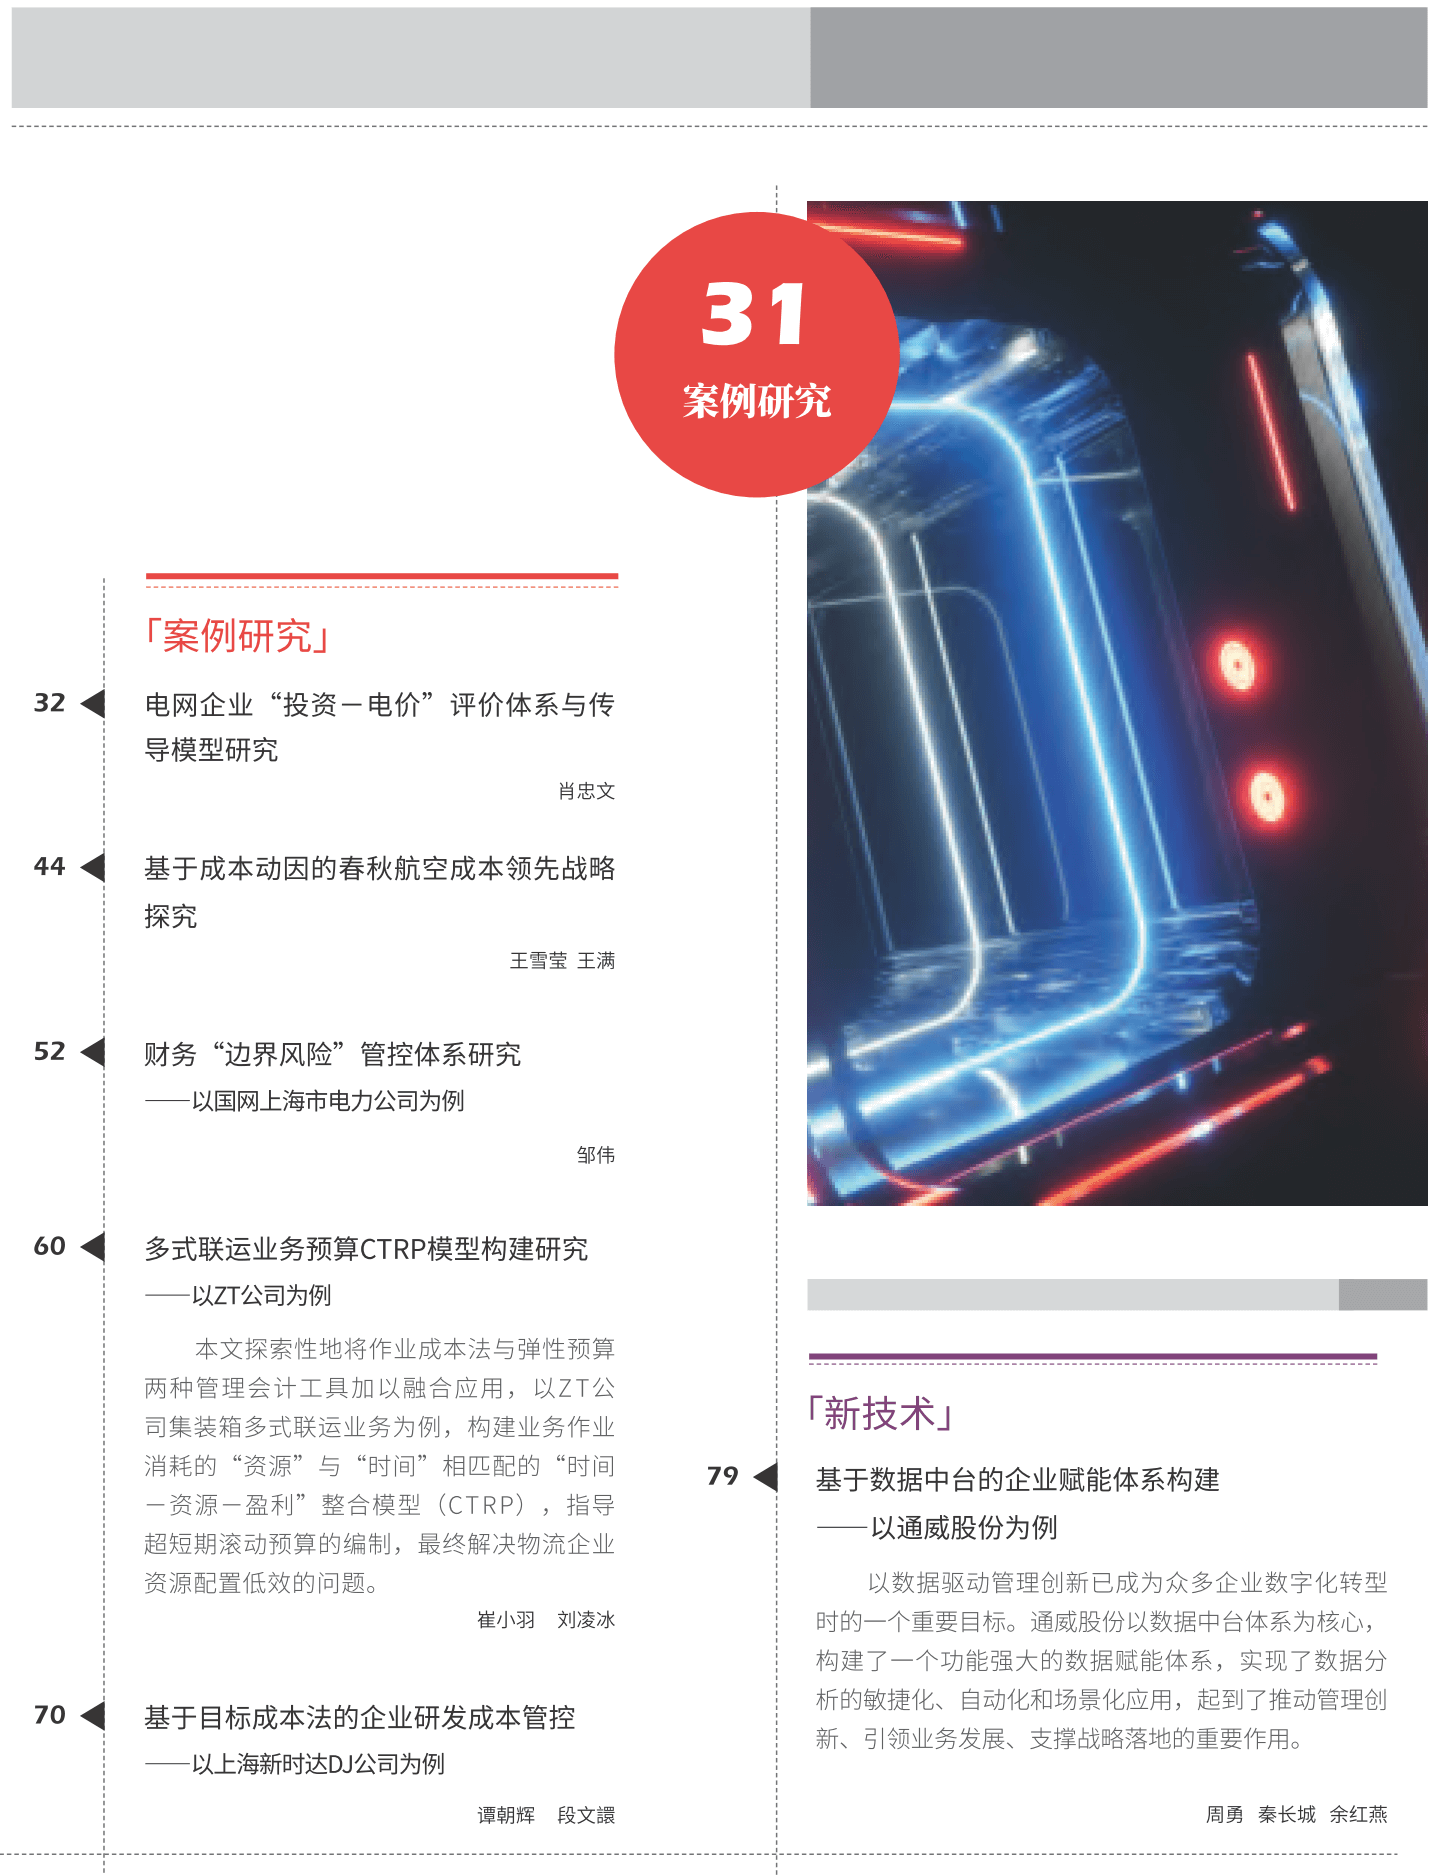 31
案例研究
「案例研究」
32
电网企业“投资－电价”评价体系与传
导模型研究
肖忠文
44
基于成本动因的春秋航空成本领先战略
探究
王雪莹 王满
52
财务“边界风险”管控体系研究
——以国网上海市电力公司为例
邹伟
60
多式联运业务预算CTRP模型构建研究
——以ZT公司为例
本文探索性地将作业成本法与弹性预算
两种管理会计工具加以融合应用，以ZT公
司集装箱多式联运业务为例，构建业务作业
消耗的“资源”与“时间”相匹配的“时间
－资源－盈利”整合模型（CTRP），指导
超短期滚动预算的编制，最终解决物流企业
资源配置低效的问题。
崔小羽 刘凌冰
70
基于目标成本法的企业研发成本管控
——以上海新时达DJ公司为例
谭朝辉 段文譞
「新技术」
79
基于数据中台的企业赋能体系构建
——以通威股份为例
以数据驱动管理创新已成为众多企业数字化转型
时的一个重要目标。通威股份以数据中台体系为核心，
构建了一个功能强大的数据赋能体系，实现了数据分
析的敏捷化、自动化和场景化应用，起到了推动管理创
新、引领业务发展、支撑战略落地的重要作用。
周勇 秦长城 余红燕